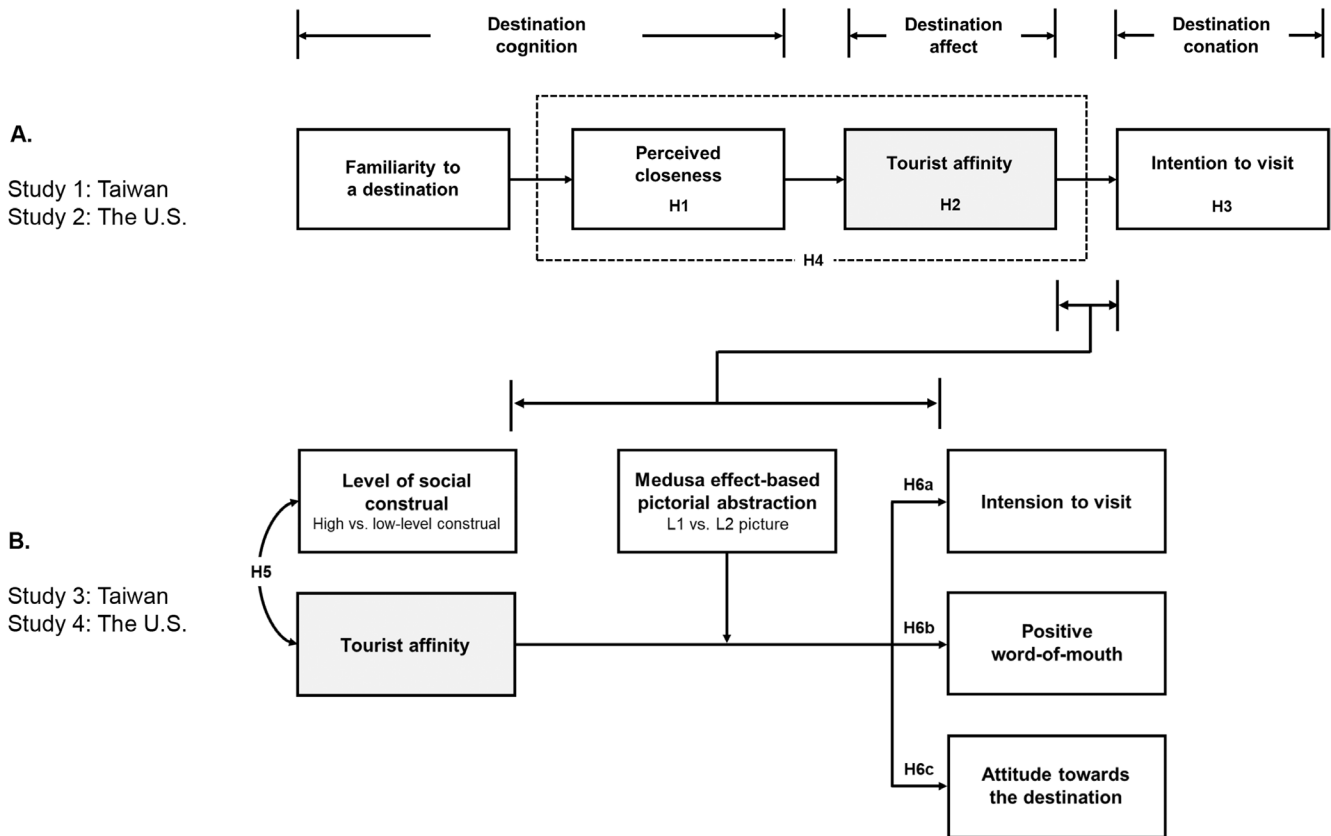 Destination
cognition
Destination
affect
Destination
conation
A.
Study 1: Taiwan
Study 2: The U.S.
Familiarity to
a destination
Perceived
closeness
H1
Tourist affinity
H2
Intention to visit
H3
H4
B.
Study 3: Taiwan
Study 4: The U.S.
Level of social
construal
High vs. low-level construal
H5
Tourist affinity
Medusa effect-based
pictorial abstraction
L1 vs. L2 picture
H6a
Intension to visit
H6b
Positive
word-of-mouth
H6c
Attitude towards
the destination